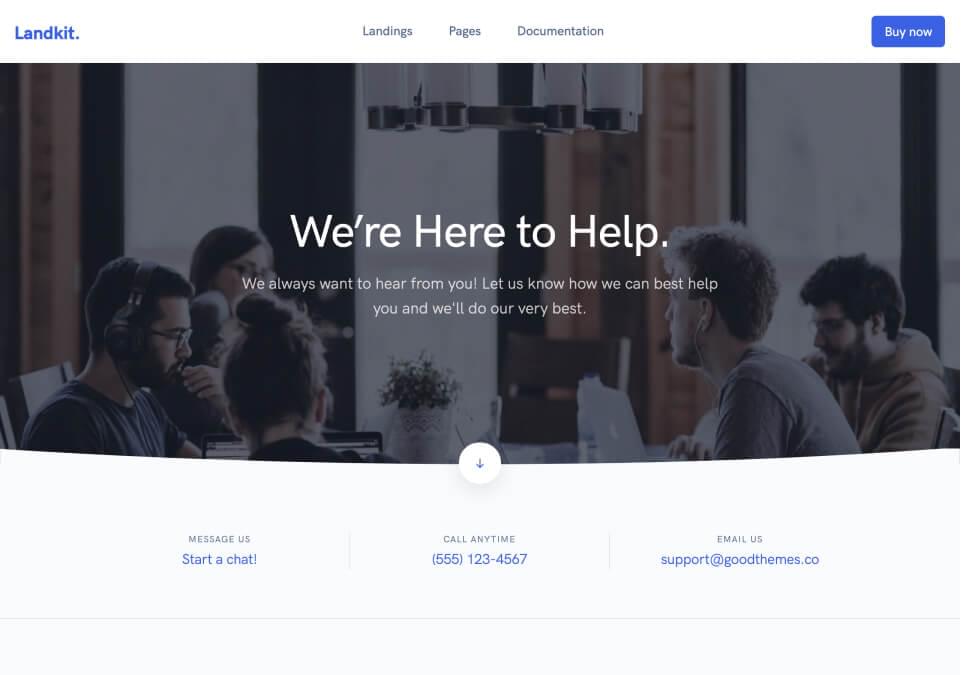 Landkit.
Landings
Pages
Documentation
Buy now
We’re Here to Help.
We always want to hear from you! Let us know how we can best help
you and we'll do our very best.
MESSAGE US
Start a chat!
CALL ANYTIME
(555) 123-4567
EMAIL US
support@goodthemes.co